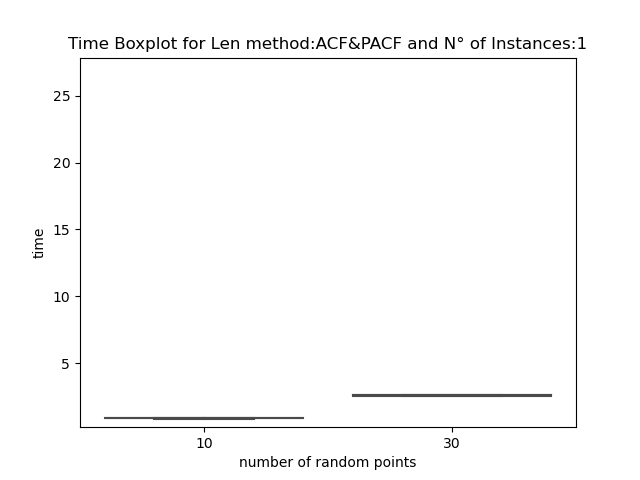 Time Boxplot for Len method:ACF&PACF and N° of Instances:1
25
20
15
10
5
time
10 30
number of random points